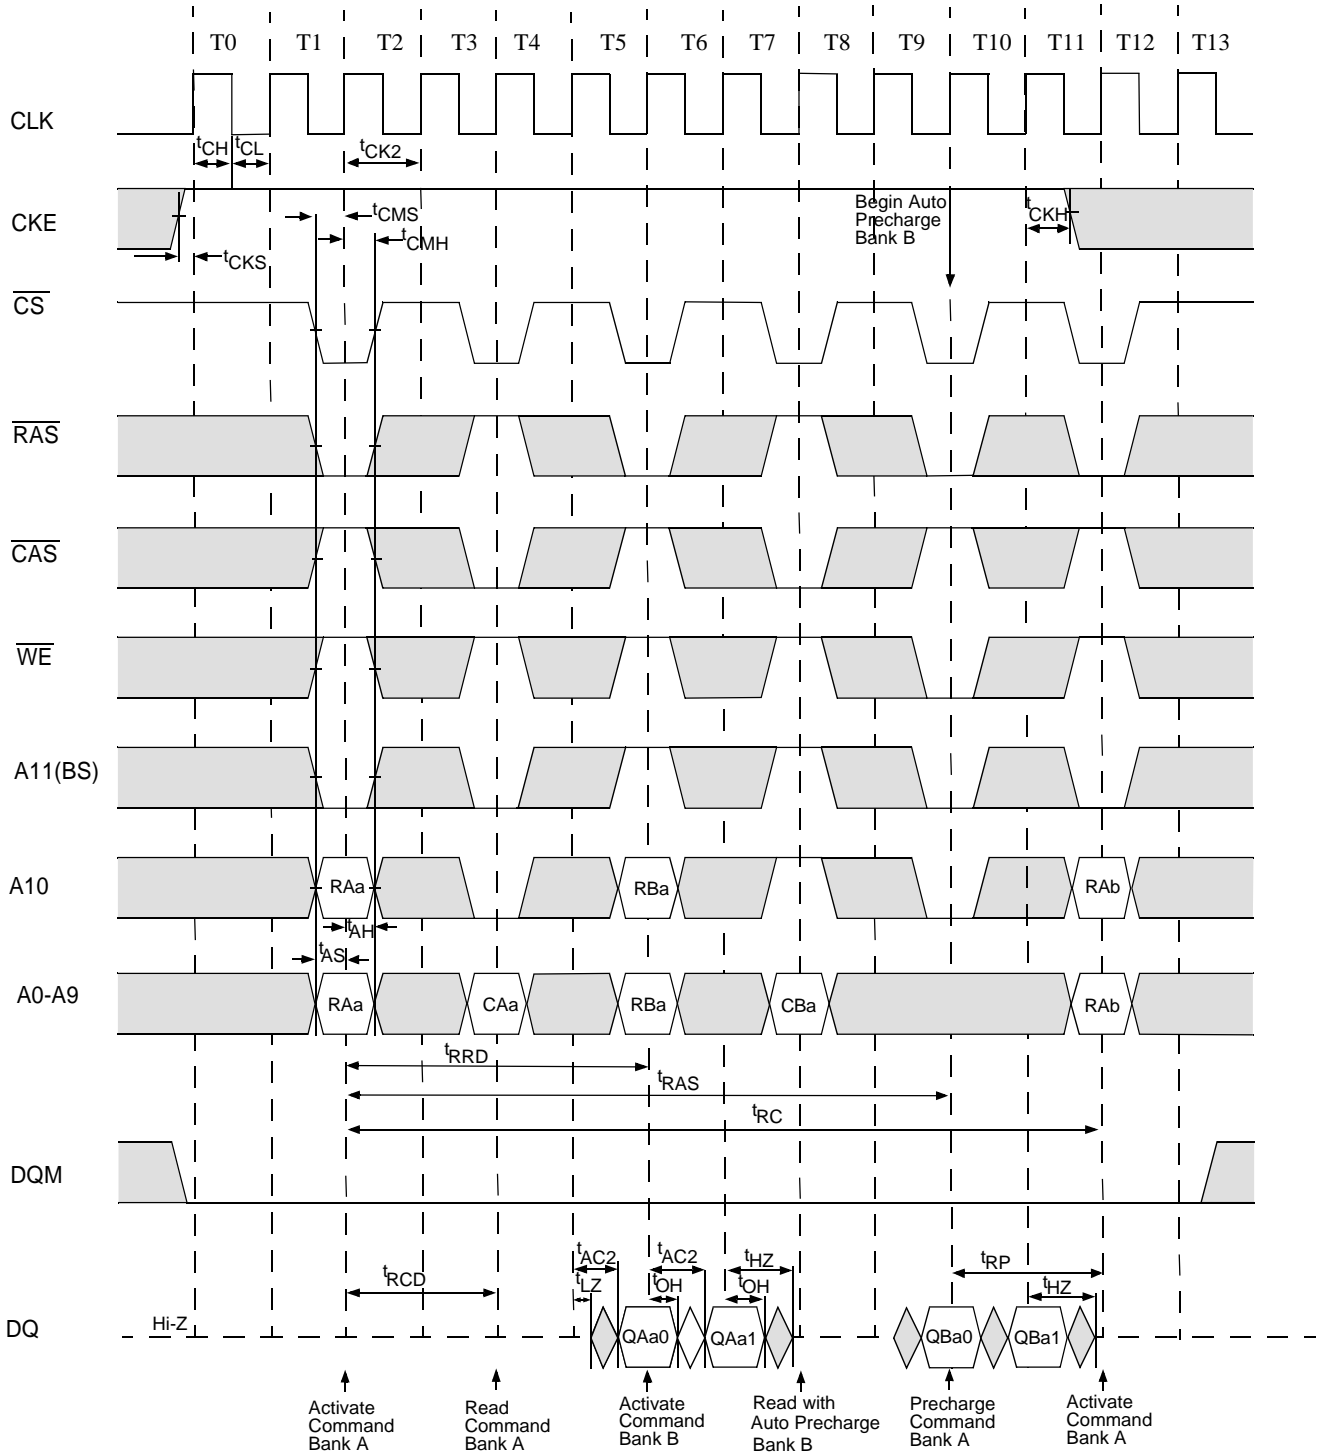 T0 T1 T2 T3 T4 T5 T6 T7 T8 T9 T10 T11 T12 T13
CLK
tCH tCL tCK2
CKE
tCMS
tCMH
tCKS
Begin Auto
Precharge
Bank B
tCKH
CS
RAS
CAS
WE
A11(BS)
A10
RAa RBa RAb
tAH
tAS
A0-A9
RAa CAa RBa CBa RAb
tRRD
tRAS
tRC
DQM
tRCD
tAC2 tAC2 tHZ
tLZ tOH tOH
tRP
tHZ
DQ
Hi-Z
QAa0 QAa1 QBa0 QBa1
Activate
Command
Bank A
Read
Command
Bank A
Activate
Command
Bank B
Read with
Auto Precharge
Bank B
Precharge
Command
Bank A
Activate
Command
Bank A